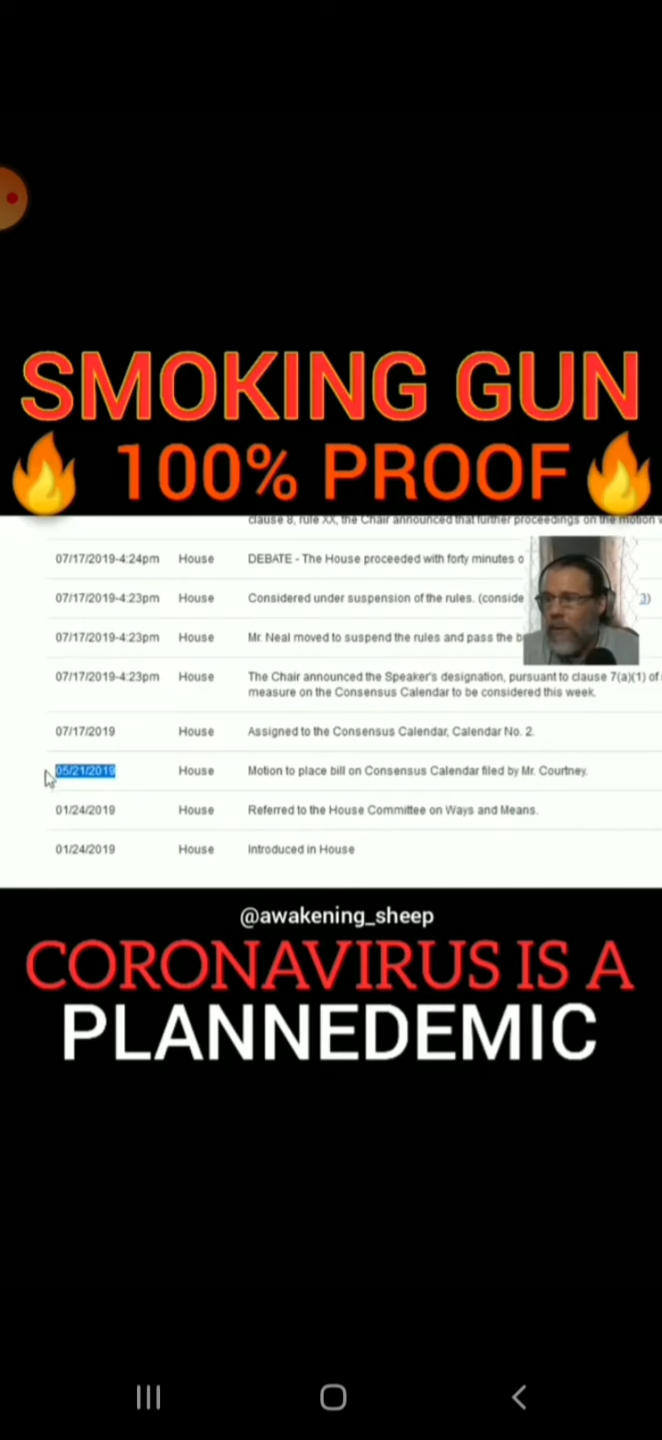 SMOKING GUN
100% PROOF
clause 8, rule XX, the Chair announced that further proceedings on the motion
07/17/2019-4:24pm House DEBATE - The House proceeded with forty minutes o
07/17/2019-4:23pm House Considered under suspension of the rules. (conside 3)
07/17/2019-4:23pm House Mr. Neal moved to suspend the rules and pass the b
07/17/2019-4:23pm House The Chair announced the Speaker's designation, pursuant to clause 7(a)(1) of
measure on the Consensus Calendar to be considered this week.
07/17/2019 House Assigned to the Consensus Calendar, Calendar No. 2.
05/21/2019 House Motion to place bill on Consensus Calendar filed by Mr. Courtney.
01/24/2019 House Referred to the House Committee on Ways and Means.
01/24/2019 House Introduced in House
@awakening_sheep
CORONAVIRUS IS A
PLANNEDEMIC